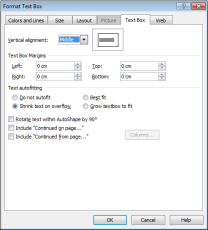 Format Text Box
Colors and Lines Size Layout Picture Text Box Web
Vertical alignment: Middle
Text Box Margins
Left: 0 cm Top: 0 cm
Right: 0 cm Bottom: 0 cm
Text autofitting
Do not autofit Best fit
Shrink text on overflow Grow textbox to fit
Rotate text within AutoShape by 90°
Include "Continued on page..."
Include "Continued from page..." Columns...
OK Cancel Help